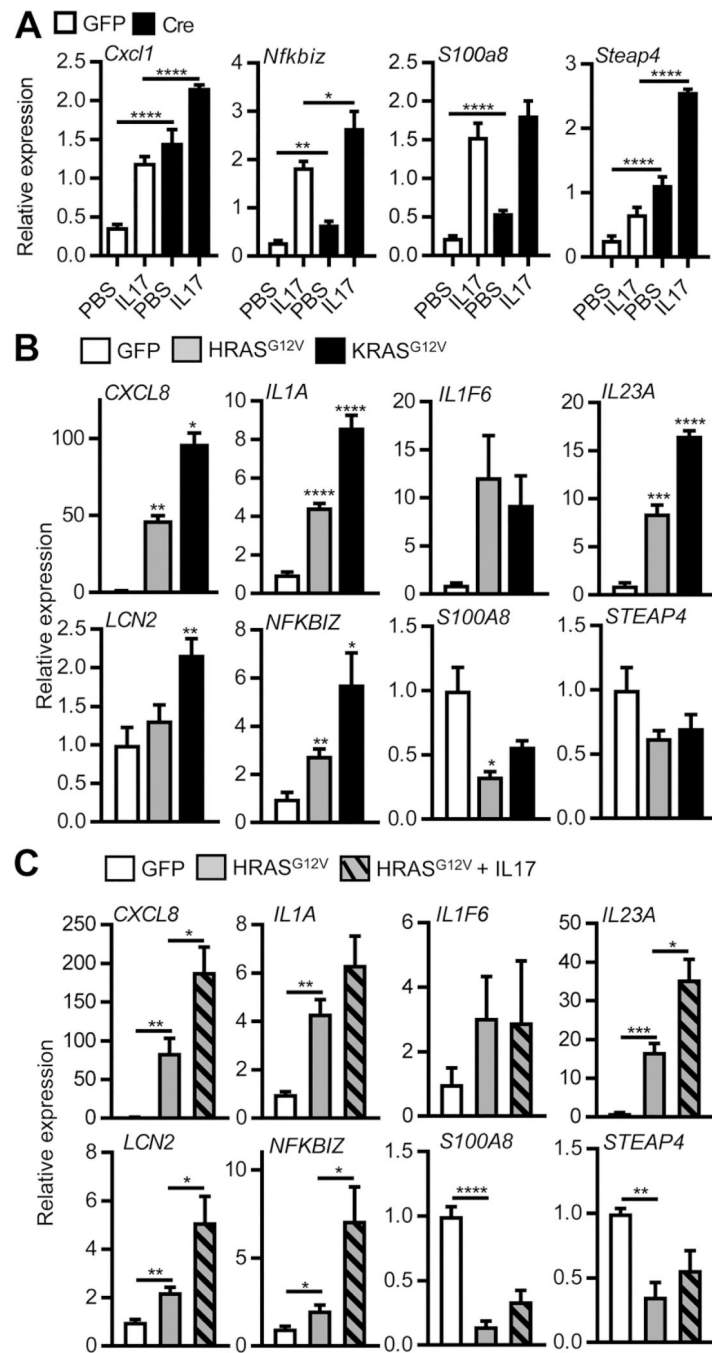 A
GFP Cre
Cxcl1 Nfkbiz S100a8 Steap4
**** **** * ** **** **** ****
Relative expression
2.5 2.0 1.5 1.0 0.5 0.0
4 3 2 1 0
2.5 2.0 1.5 1.0 0.5 0.0
3 2 1 0
PBS IL17 PBS IL17 PBS IL17 PBS IL17 PBS IL17 PBS IL17 PBS IL17 PBS IL17
B
GFP HRASG12V KRASG12V
CXCL8 IL1A IL1F6 IL23A
** * **** **** *** ****
100 50 0
10 8 6 4 2 0
20 15 10 5 0
20 15 10 5 0
Relative expression
LCN2 NFKBIZ S100A8 STEAP4
** ** * *
2.5 2.0 1.5 1.0 0.5 0.0
8 6 4 2 0
1.5 1.0 0.5 0.0
1.5 1.0 0.5 0.0
C
GFP HRASG12V HRASG12V + IL17
CXCL8 IL1A IL1F6 IL23A
** * ** *** *
250 200 150 100 50 0
8 6 4 2 0
6 4 2 0
50 40 30 20 10 0
Relative expression
LCN2 NFKBIZ S100A8 STEAP4
** * * * **** **
8 6 4 2 0
10 5 0
1.5 1.0 0.5 0.0
1.5 1.0 0.5 0.0